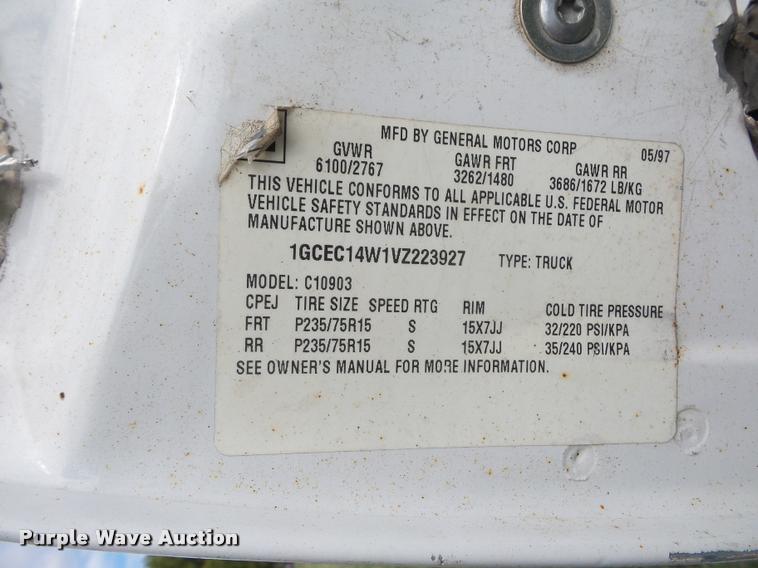 MFD BY GENERAL MOTORS CORP 05/97
GVWR GAWR FRT GAWR RR
6100/2767 3262/1480 3686/1672 LB/KG
THIS VEHICLE CONFORMS TO ALL APPLICABLE U.S. FEDERAL MOTOR
VEHICLE SAFETY STANDARDS IN EFFECT ON THE DATE OF
MANUFACTURE SHOWN ABOVE.
1GCEC14W1VZ223927 TYPE: TRUCK
MODEL: C10903
CPEJ TIRE SIZE SPEED RTG RIM COLD TIRE PRESSURE
FRT P235/75R15 S 15X7JJ 32/220 PSI/KPA
RR P235/75R15 S 15X7JJ 35/240 PSI/KPA
SEE OWNER'S MANUAL FOR MORE INFORMATION.
Purple Wave Auction